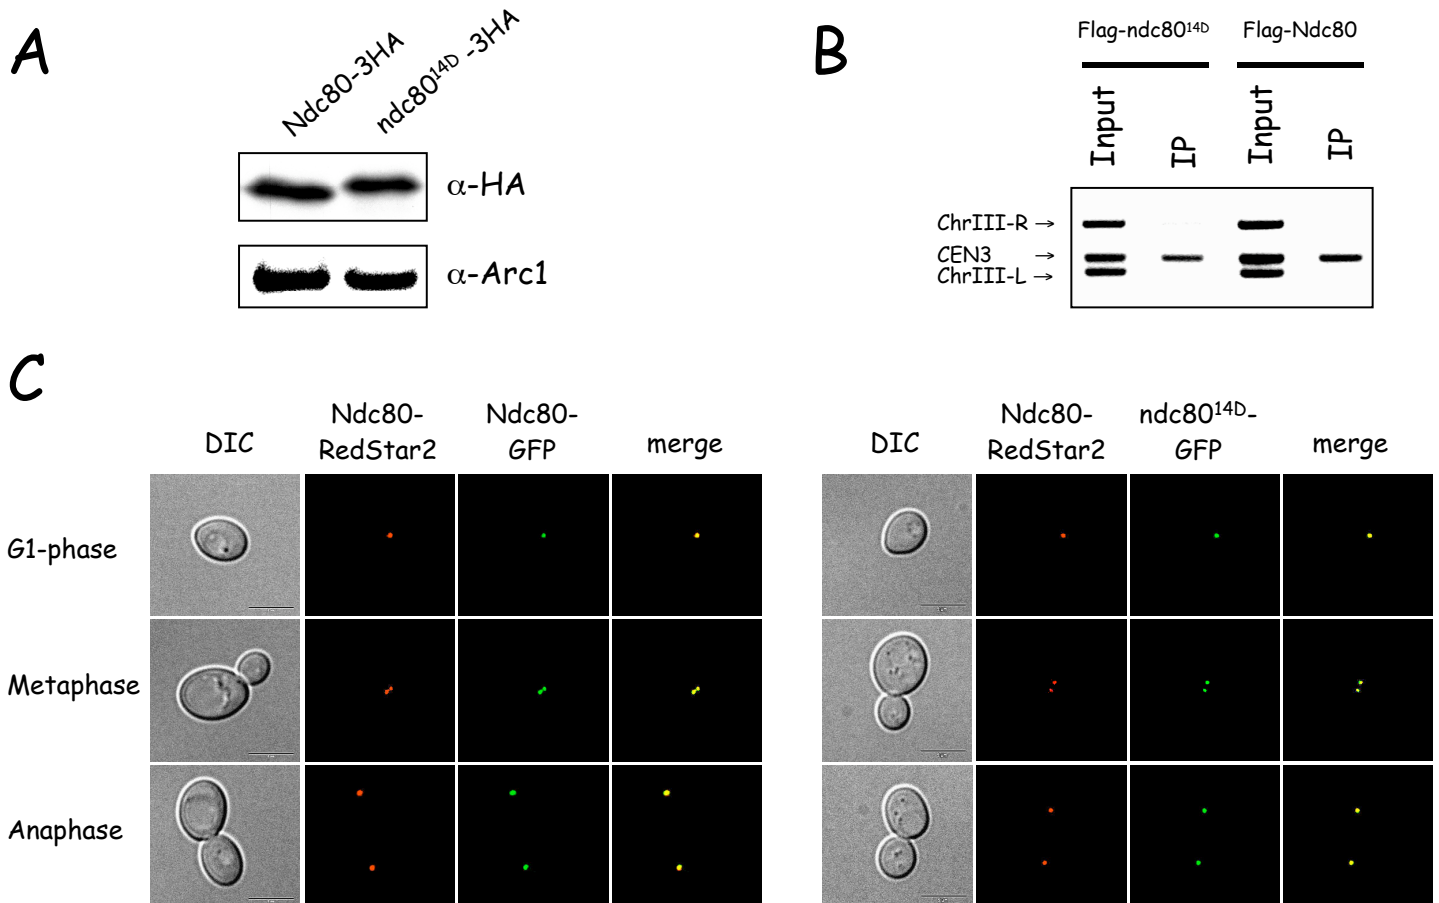 A
Ndc80-3HA
ndc80¹⁴ᴰ -3HA
α-HA
α-Arc1
B
Flag-ndc80¹⁴ᴰ
Flag-Ndc80
Input
IP
Input
IP
ChrIII-R →
CEN3 →
ChrIII-L →
C
DIC
Ndc80-
RedStar2
Ndc80-
GFP
merge
DIC
Ndc80-
RedStar2
ndc80¹⁴ᴰ-
GFP
merge
G1-phase
Metaphase
Anaphase